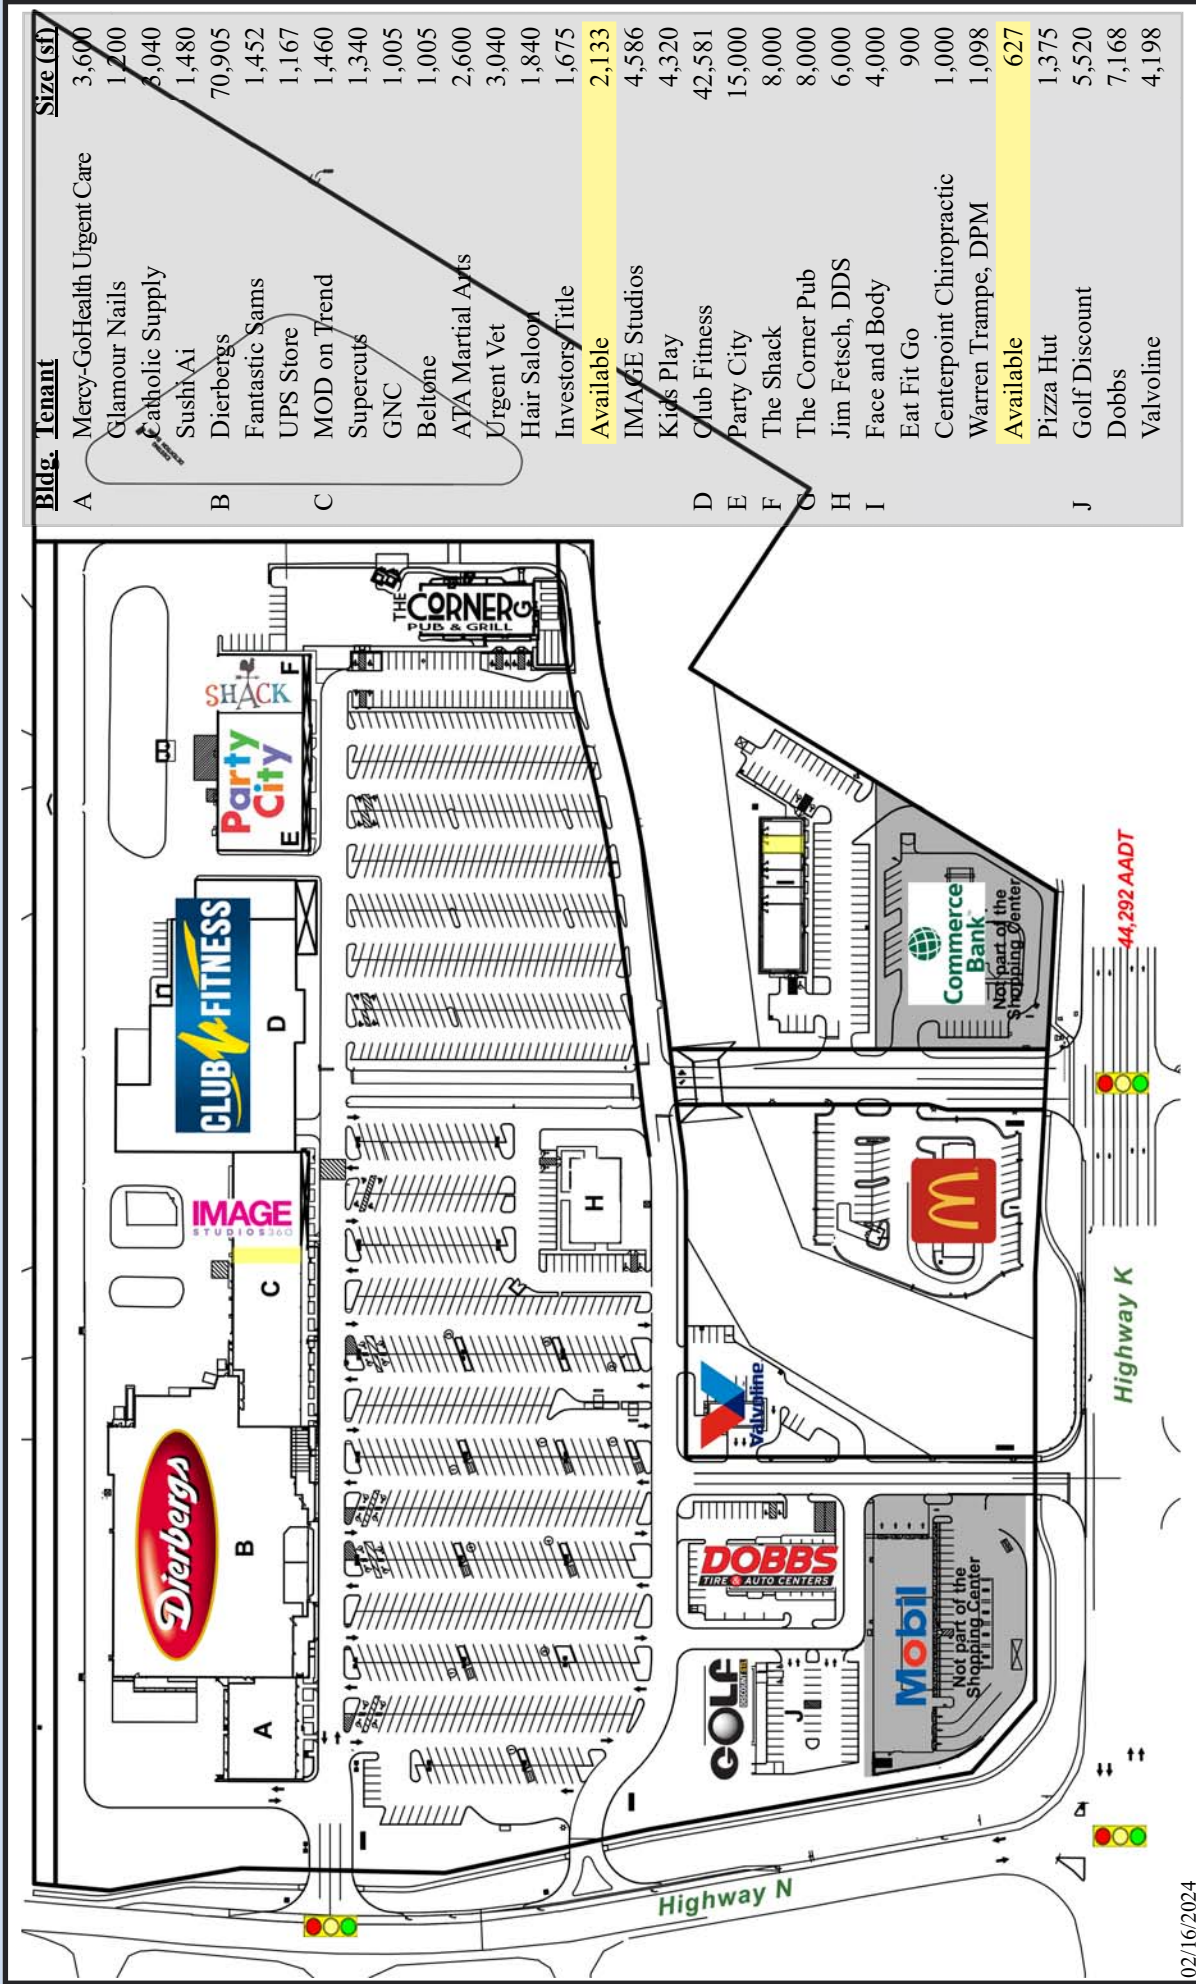 Bldg. Tenant Size (sf)
A Mercy-GoHealth Urgent Care 3,600
Glamour Nails 1,200
Catholic Supply 3,040
Sushi Ai 1,480
B Dierbergs 70,905
Fantastic Sams 1,452
UPS Store 1,167
C MOD on Trend 1,460
Supercuts 1,340
GNC 1,005
Beltone 1,005
ATA Martial Arts 2,600
Urgent Vet 3,040
Hair Saloon 1,840
Investors Title 1,675
Available 2,133
IMAGE Studios 4,586
Kids Play 4,320
D Club Fitness 42,581
E Party City 15,000
F The Shack 8,000
G The Corner Pub 8,000
H Jim Fetsch, DDS 6,000
I Face and Body 4,000
Eat Fit Go 900
Centerpoint Chiropractic 1,000
Warren Trampe, DPM 1,098
Available 627
Pizza Hut 1,375
J Golf Discount 5,520
Dobbs 7,168
Valvoline 4,198
Dierbergs
A
B
C
IMAGE
STUDIOS360
CLUB FITNESS
D
Party
City
E
SHACK
F
THE
CORNER
PUB & GRILL
G
H
I
Commerce
Bank
Not part of the
Shopping Center
44,292 AADT
Valvoline
DOBBS
TIRE & AUTO CENTERS
GOLF
DISCOUNT
J
Mobil
Not part of the
Shopping Center
Highway N
Highway K
02/16/2024